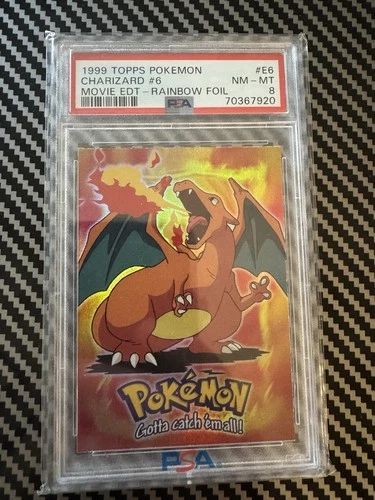 1999 TOPPS POKEMON #E6
CHARIZARD #6 NM-MT
MOVIE EDT-RAINBOW FOIL 8
PSA 70367920
POKéMON
Gotta catch 'em all!
PSA